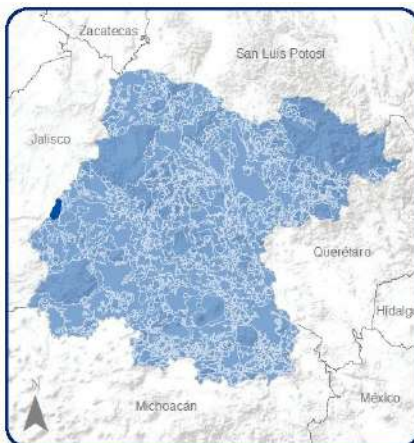 Zacatecas
San Luis Potosí
Jalisco
Querétaro
Hidalgo
México
Michoacán
N